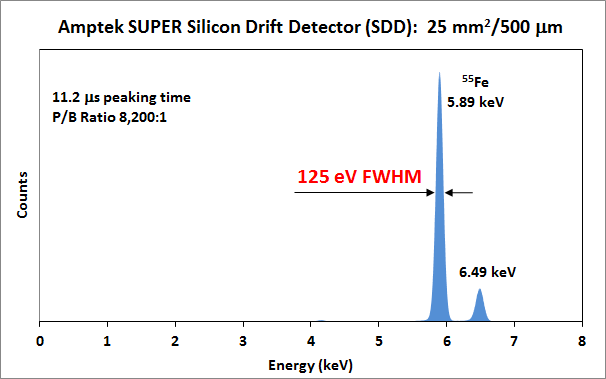 Amptek SUPER Silicon Drift Detector (SDD): 25 mm²/500 μm
11.2 μs peaking time
P/B Ratio 8,200:1
⁵⁵Fe
5.89 keV
125 eV FWHM
6.49 keV
Counts
0 1 2 3 4 5 6 7 8
Energy (keV)